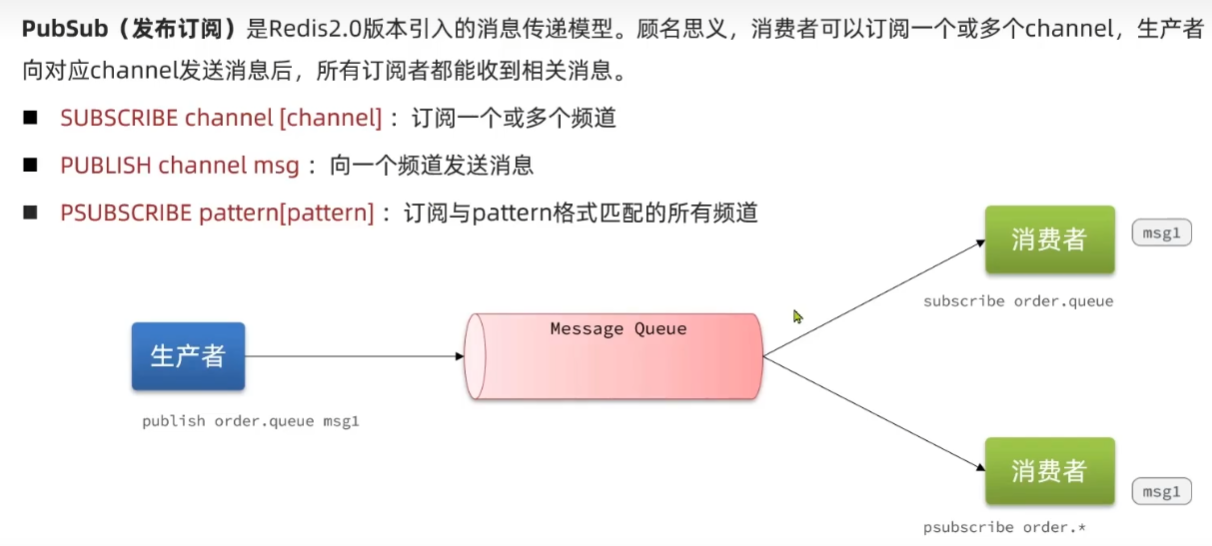 PubSub（发布订阅）是Redis2.0版本引入的消息传递模型。顾名思义，消费者可以订阅一个或多个channel，生产者
向对应channel发送消息后，所有订阅者都能收到相关消息。
SUBSCRIBE channel [channel] ：订阅一个或多个频道
PUBLISH channel msg ：向一个频道发送消息
PSUBSCRIBE pattern[pattern] ：订阅与pattern格式匹配的所有频道
消费者
msg1
subscribe order.queue
Message Queue
生产者
publish order.queue msg1
消费者
msg1
psubscribe order.*